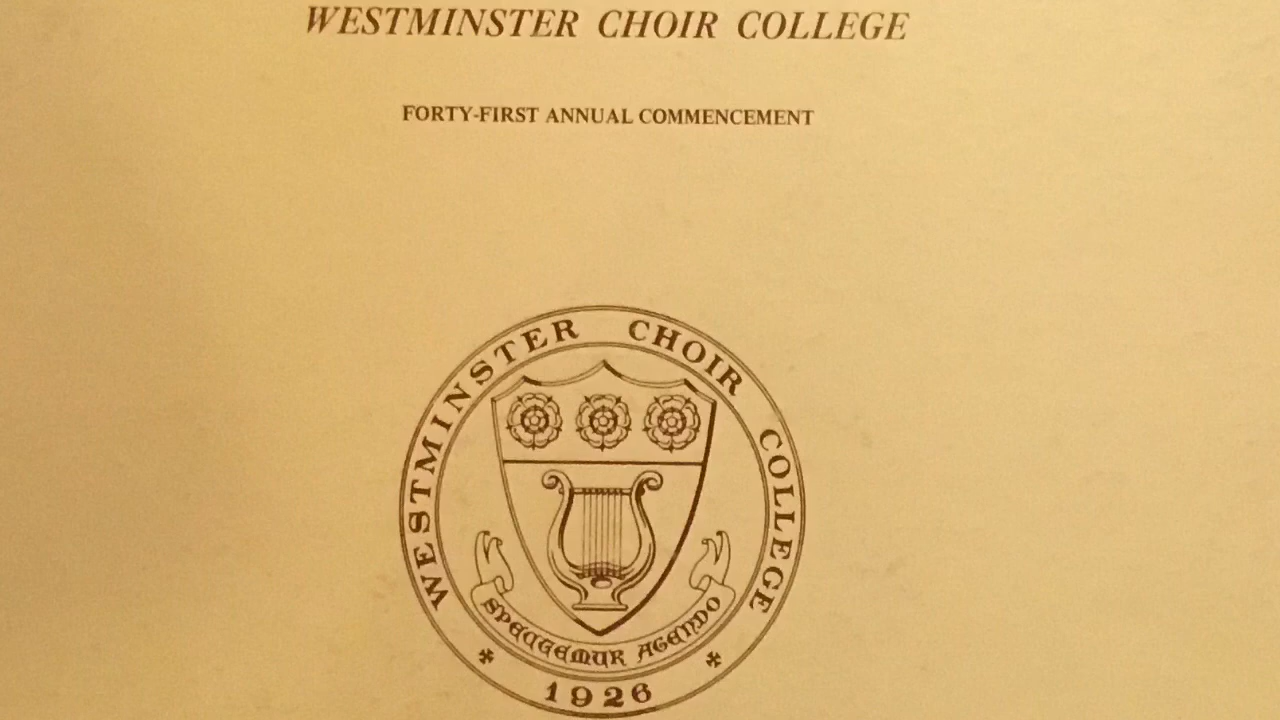 WESTMINSTER CHOIR COLLEGE
FORTY-FIRST ANNUAL COMMENCEMENT
WESTMINSTER CHOIR COLLEGE
SPECTEMUR AGENDO
1926